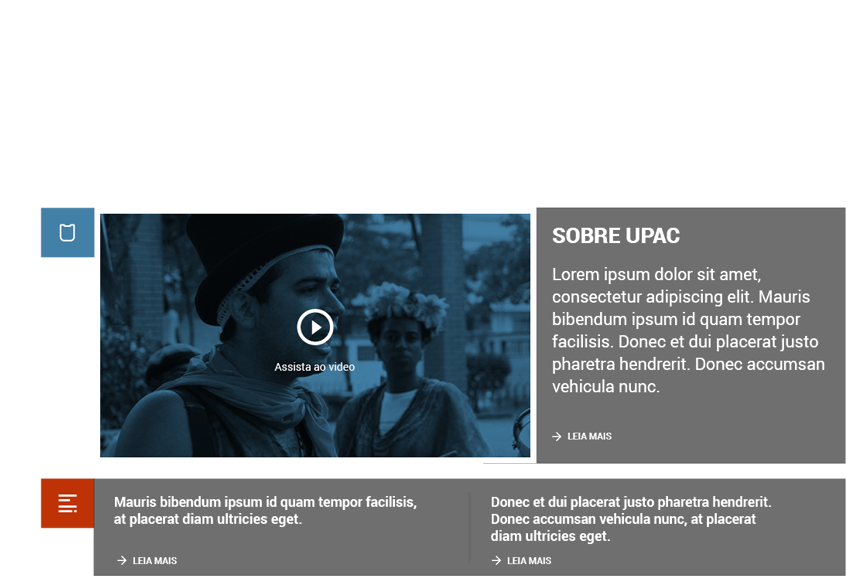 SOBRE UPAC
Lorem ipsum dolor sit amet,
consectetur adipiscing elit. Mauris
bibendum ipsum id quam tempor
facilisis. Donec et dui placerat justo
pharetra hendrerit. Donec accumsan
vehicula nunc.
Assista ao video
LEIA MAIS
Mauris bibendum ipsum id quam tempor facilisis,
at placerat diam ultricies eget.
LEIA MAIS
Donec et dui placerat justo pharetra hendrerit.
Donec accumsan vehicula nunc, at placerat
diam ultricies eget.
LEIA MAIS